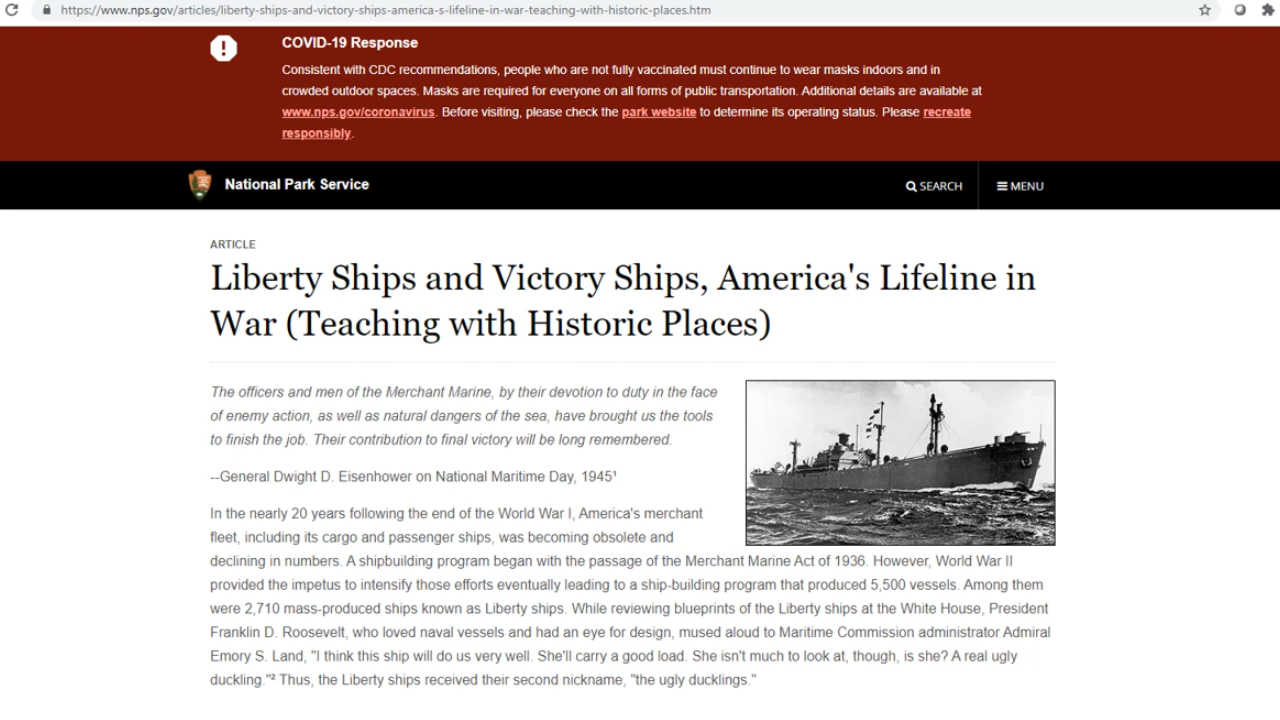 https://www.nps.gov/articles/liberty-ships-and-victory-ships-america-s-lifeline-in-war-teaching-with-historic-places.htm
COVID-19 Response
Consistent with CDC recommendations, people who are not fully vaccinated must continue to wear masks indoors and in
crowded outdoor spaces. Masks are required for everyone on all forms of public transportation. Additional details are available at
www.nps.gov/coronavirus. Before visiting, please check the park website to determine its operating status. Please recreate
responsibly.
National Park Service
SEARCH
MENU
ARTICLE
Liberty Ships and Victory Ships, America's Lifeline in
War (Teaching with Historic Places)
The officers and men of the Merchant Marine, by their devotion to duty in the face
of enemy action, as well as natural dangers of the sea, have brought us the tools
to finish the job. Their contribution to final victory will be long remembered.
--General Dwight D. Eisenhower on National Maritime Day, 1945¹
In the nearly 20 years following the end of the World War I, America's merchant
fleet, including its cargo and passenger ships, was becoming obsolete and
declining in numbers. A shipbuilding program began with the passage of the Merchant Marine Act of 1936. However, World War II
provided the impetus to intensify those efforts eventually leading to a ship-building program that produced 5,500 vessels. Among them
were 2,710 mass-produced ships known as Liberty ships. While reviewing blueprints of the Liberty ships at the White House, President
Franklin D. Roosevelt, who loved naval vessels and had an eye for design, mused aloud to Maritime Commission administrator Admiral
Emory S. Land, "I think this ship will do us very well. She'll carry a good load. She isn't much to look at, though, is she? A real ugly
duckling."² Thus, the Liberty ships received their second nickname, "the ugly ducklings."